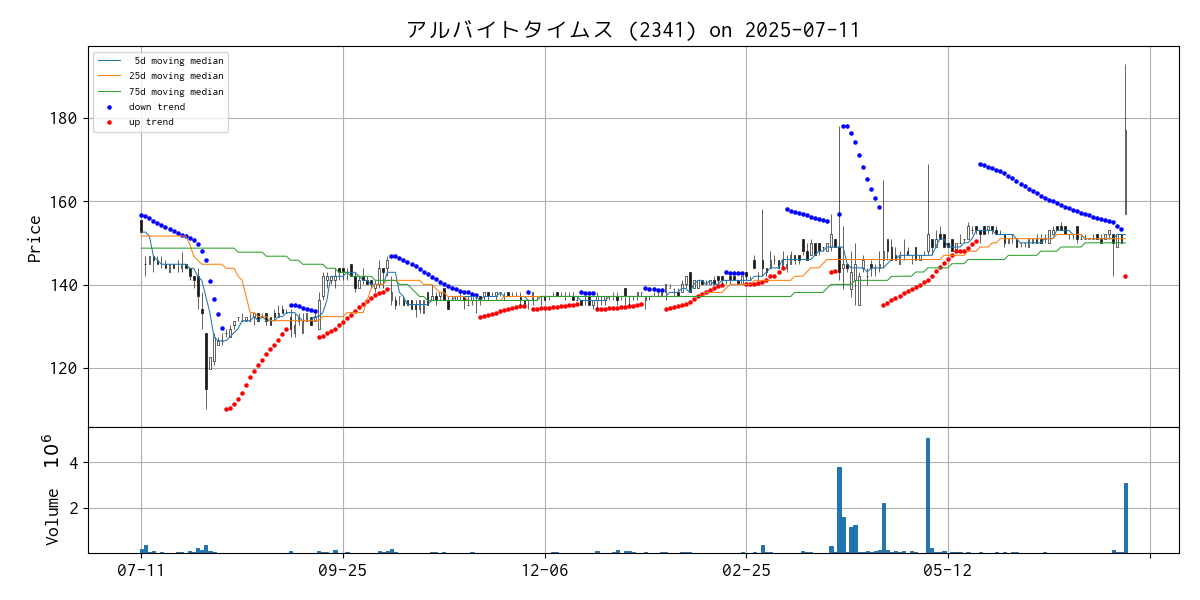 アルバイトタイムス (2341) on 2025-07-11
5d moving median
25d moving median
75d moving median
down trend
up trend
Price
180
160
140
120
Volume 10^6
4
2
07-11 09-25 12-06 02-25 05-12